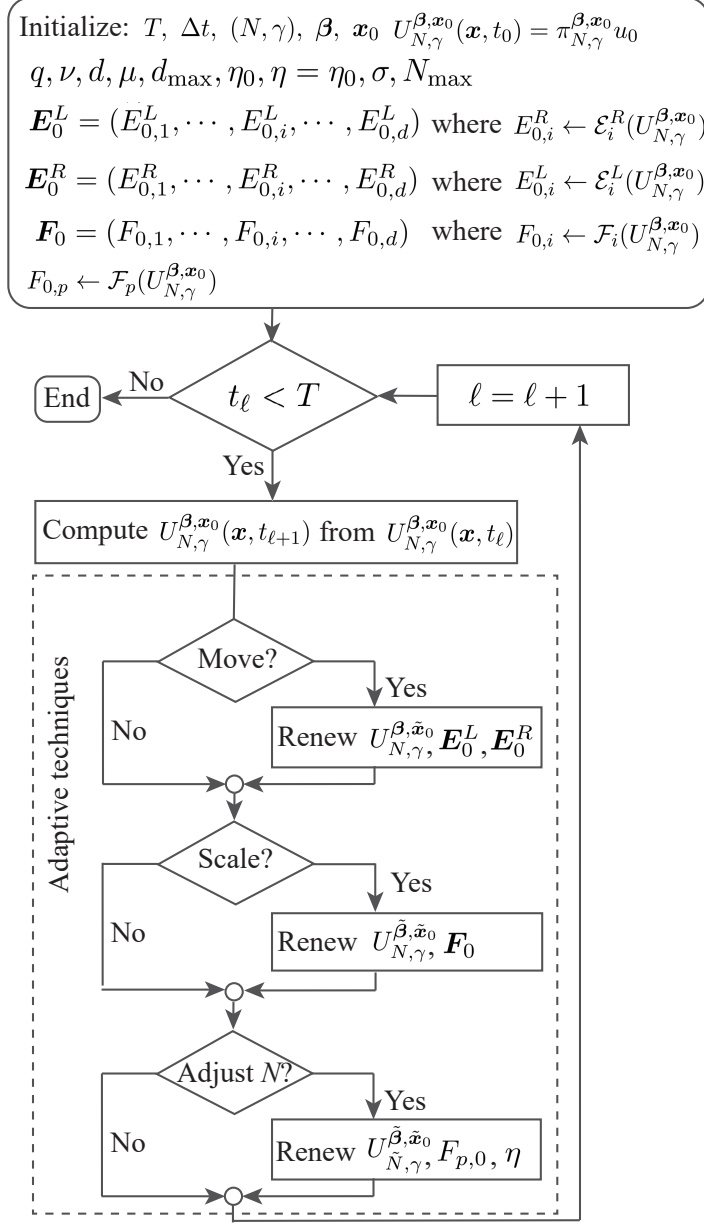 Initialize: T, Δt, (N, γ), β, x₀ U_{N,γ}^{β,x₀}(x, t₀) = π_{N,γ}^{β,x₀} u₀
q, ν, d, μ, d_max, η₀, η = η₀, σ, N_max
E₀^L = (E_{0,1}^L, ⋯ , E_{0,i}^L, ⋯ , E_{0,d}^L) where E_{0,i}^R ← ℰ_i^R(U_{N,γ}^{β,x₀})
E₀^R = (E_{0,1}^R, ⋯ , E_{0,i}^R, ⋯ , E_{0,d}^R) where E_{0,i}^L ← ℰ_i^L(U_{N,γ}^{β,x₀})
F₀ = (F_{0,1}, ⋯ , F_{0,i}, ⋯ , F_{0,d}) where F_{0,i} ← ℱ_i(U_{N,γ}^{β,x₀})
F_{0,p} ← ℱ_p(U_{N,γ}^{β,x₀})
End
No
t_ℓ < T
ℓ = ℓ + 1
Yes
Compute U_{N,γ}^{β,x₀}(x, t_{ℓ+1}) from U_{N,γ}^{β,x₀}(x, t_ℓ)
Adaptive techniques
Move?
Yes
No
Renew U_{N,γ}^{β,x̃₀}, E₀^L, E₀^R
Scale?
Yes
No
Renew U_{N,γ}^{β̃,x̃₀}, F₀
Adjust N?
Yes
No
Renew U_{Ñ,γ}^{β̃,x̃₀}, F_{p,0}, η